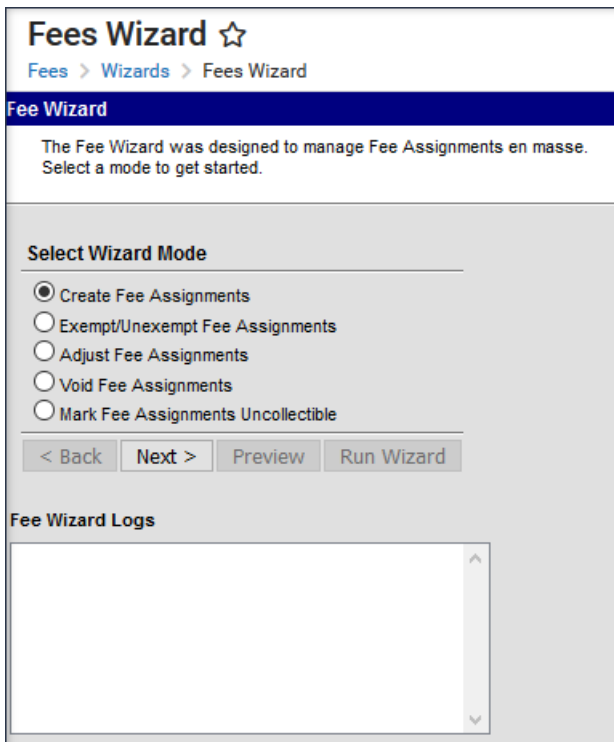 Fees Wizard ☆
Fees > Wizards > Fees Wizard
Fee Wizard
The Fee Wizard was designed to manage Fee Assignments en masse.
Select a mode to get started.
Select Wizard Mode
Create Fee Assignments
Exempt/Unexempt Fee Assignments
Adjust Fee Assignments
Void Fee Assignments
Mark Fee Assignments Uncollectible
< Back Next > Preview Run Wizard
Fee Wizard Logs